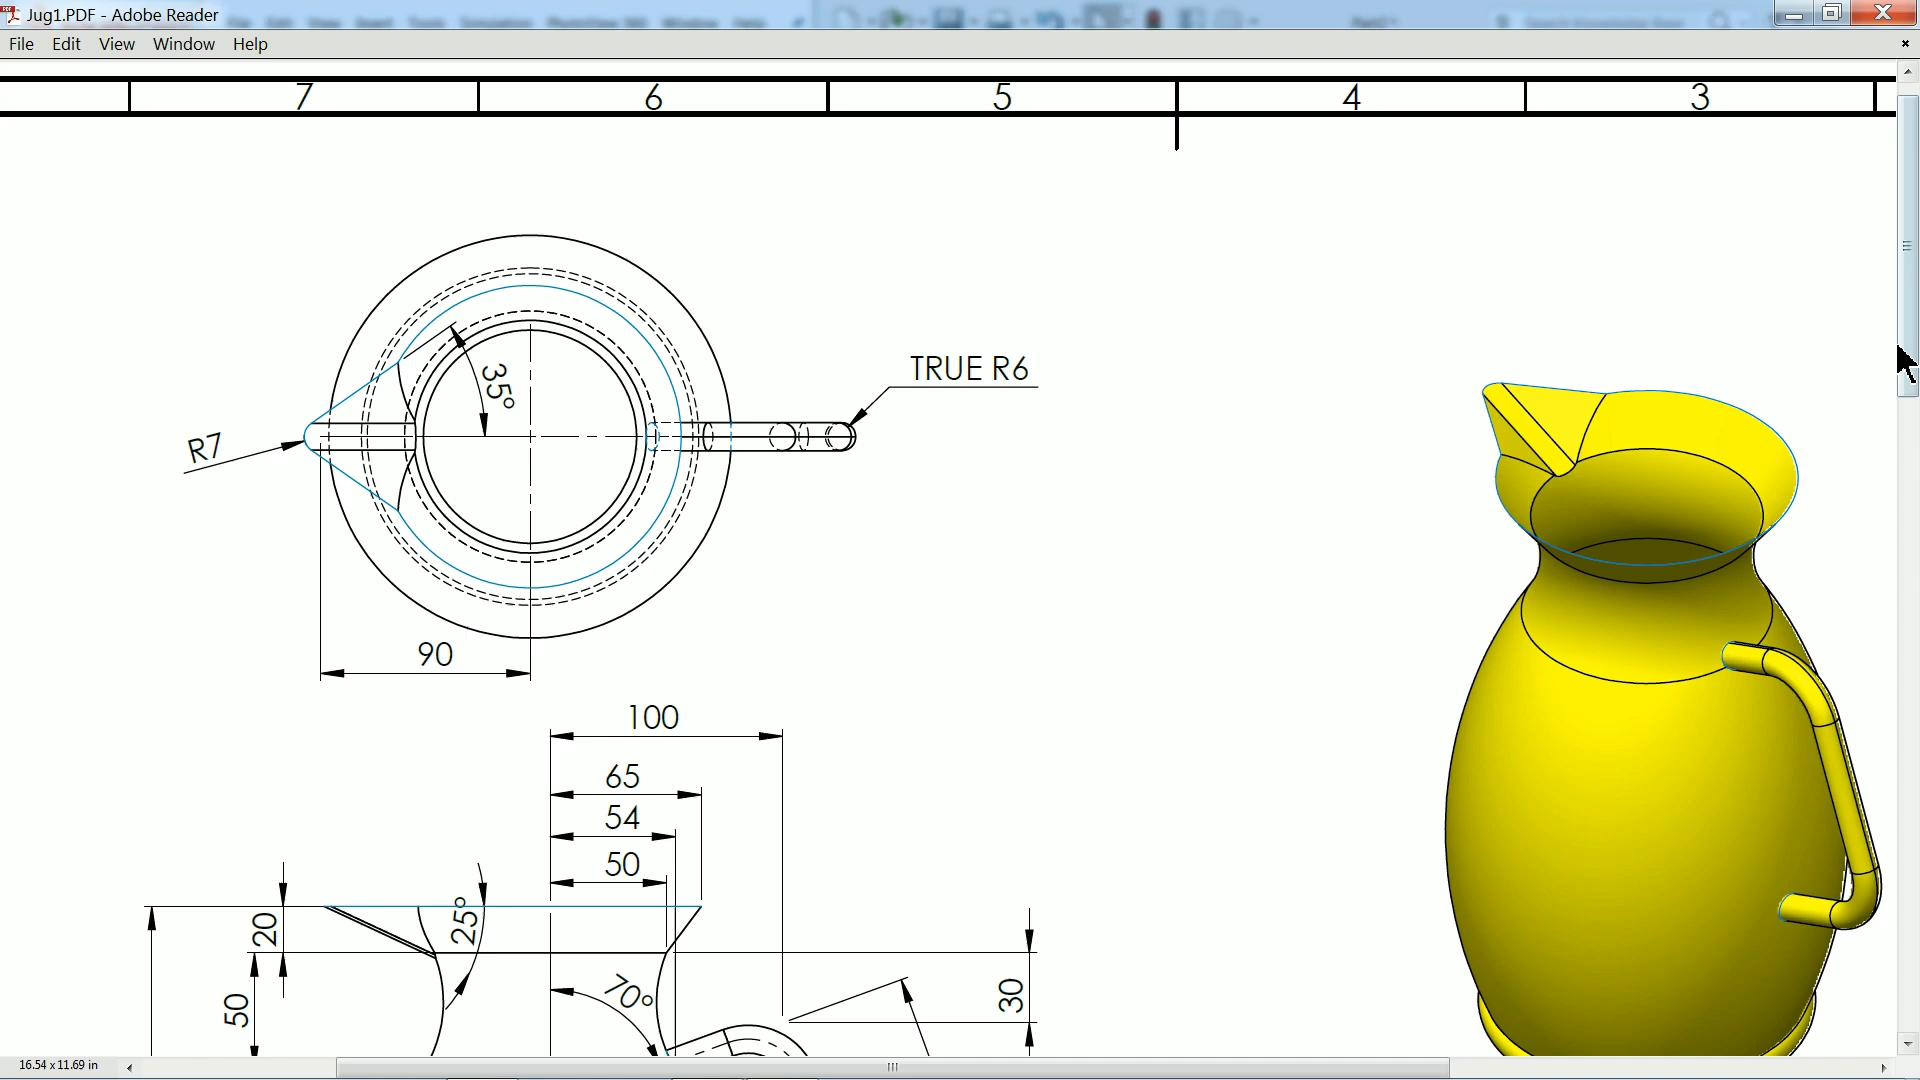 Jug1.PDF - Adobe Reader
File Edit View Window Help
7 6 5 4 3
TRUE R6
35°
R7
90
100
65
54
50
25°
20
70°
50
30
16.54 x 11.69 in